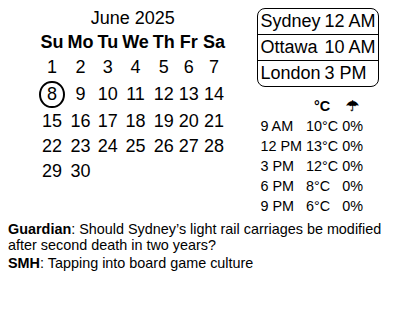 June 2025
Su Mo Tu We Th Fr Sa
1 2 3 4 5 6 7
8 9 10 11 12 13 14
15 16 17 18 19 20 21
22 23 24 25 26 27 28
29 30
Sydney 12 AM
Ottawa 10 AM
London 3 PM
°C ☂
9 AM 10°C 0%
12 PM 13°C 0%
3 PM 12°C 0%
6 PM 8°C 0%
9 PM 6°C 0%
Guardian: Should Sydney’s light rail carriages be modified
after second death in two years?
SMH: Tapping into board game culture